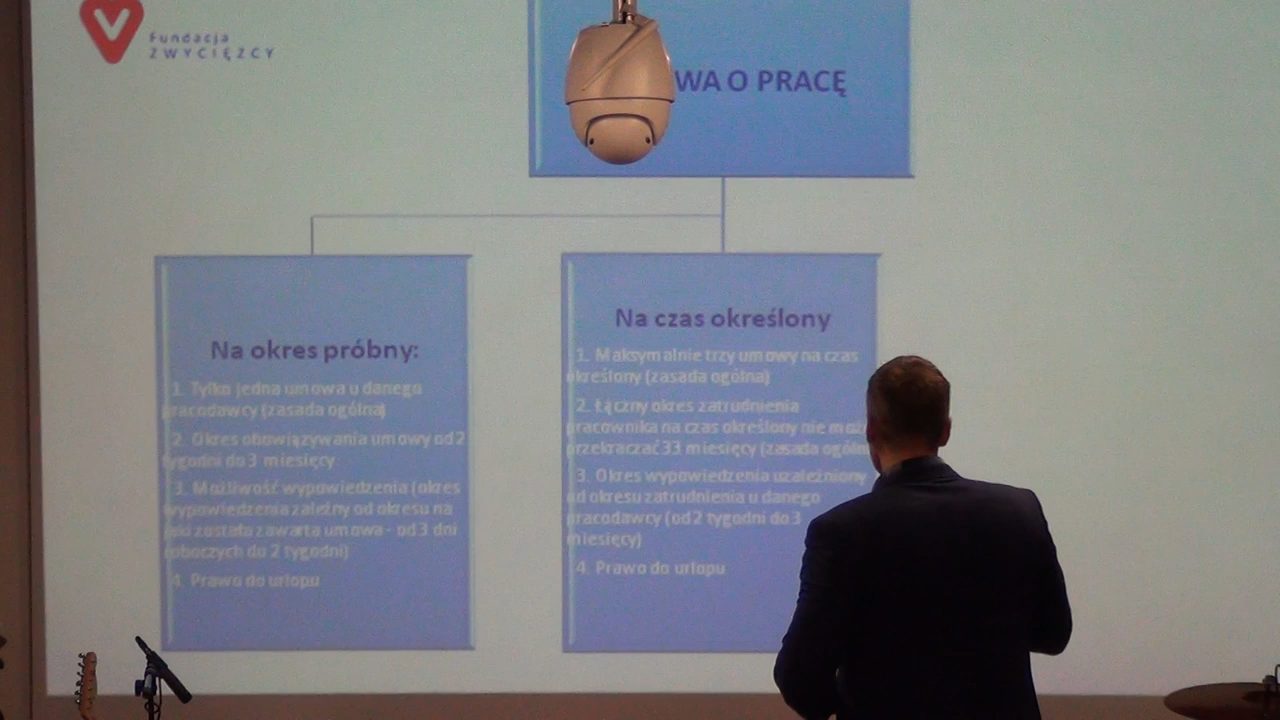 Fundacja
ZWYCIĘZCY
WA O PRACĘ
Na okres próbny:
1. Tylko jedna umowa u danego
pracodawcy (zasada ogólna)
2. Okres obowiązywania umowy od 2
tygodni do 3 miesięcy
3. Możliwość wypowiedzenia (okres
wypowiedzenia zależny od okresu na
jaki została zawarta umowa - od 3 dni
roboczych do 2 tygodni)
4. Prawo do urlopu
Na czas określony
1. Maksymalnie trzy umowy na czas
określony (zasada ogólna)
2. Łączny okres zatrudnienia
pracownika na czas określony nie może
przekraczać 33 miesięcy (zasada ogóln
3. Okres wypowiedzenia uzależniony
od okresu zatrudnienia u danego
pracodawcy (od 2 tygodni do 3
miesięcy)
4. Prawo do urlopu